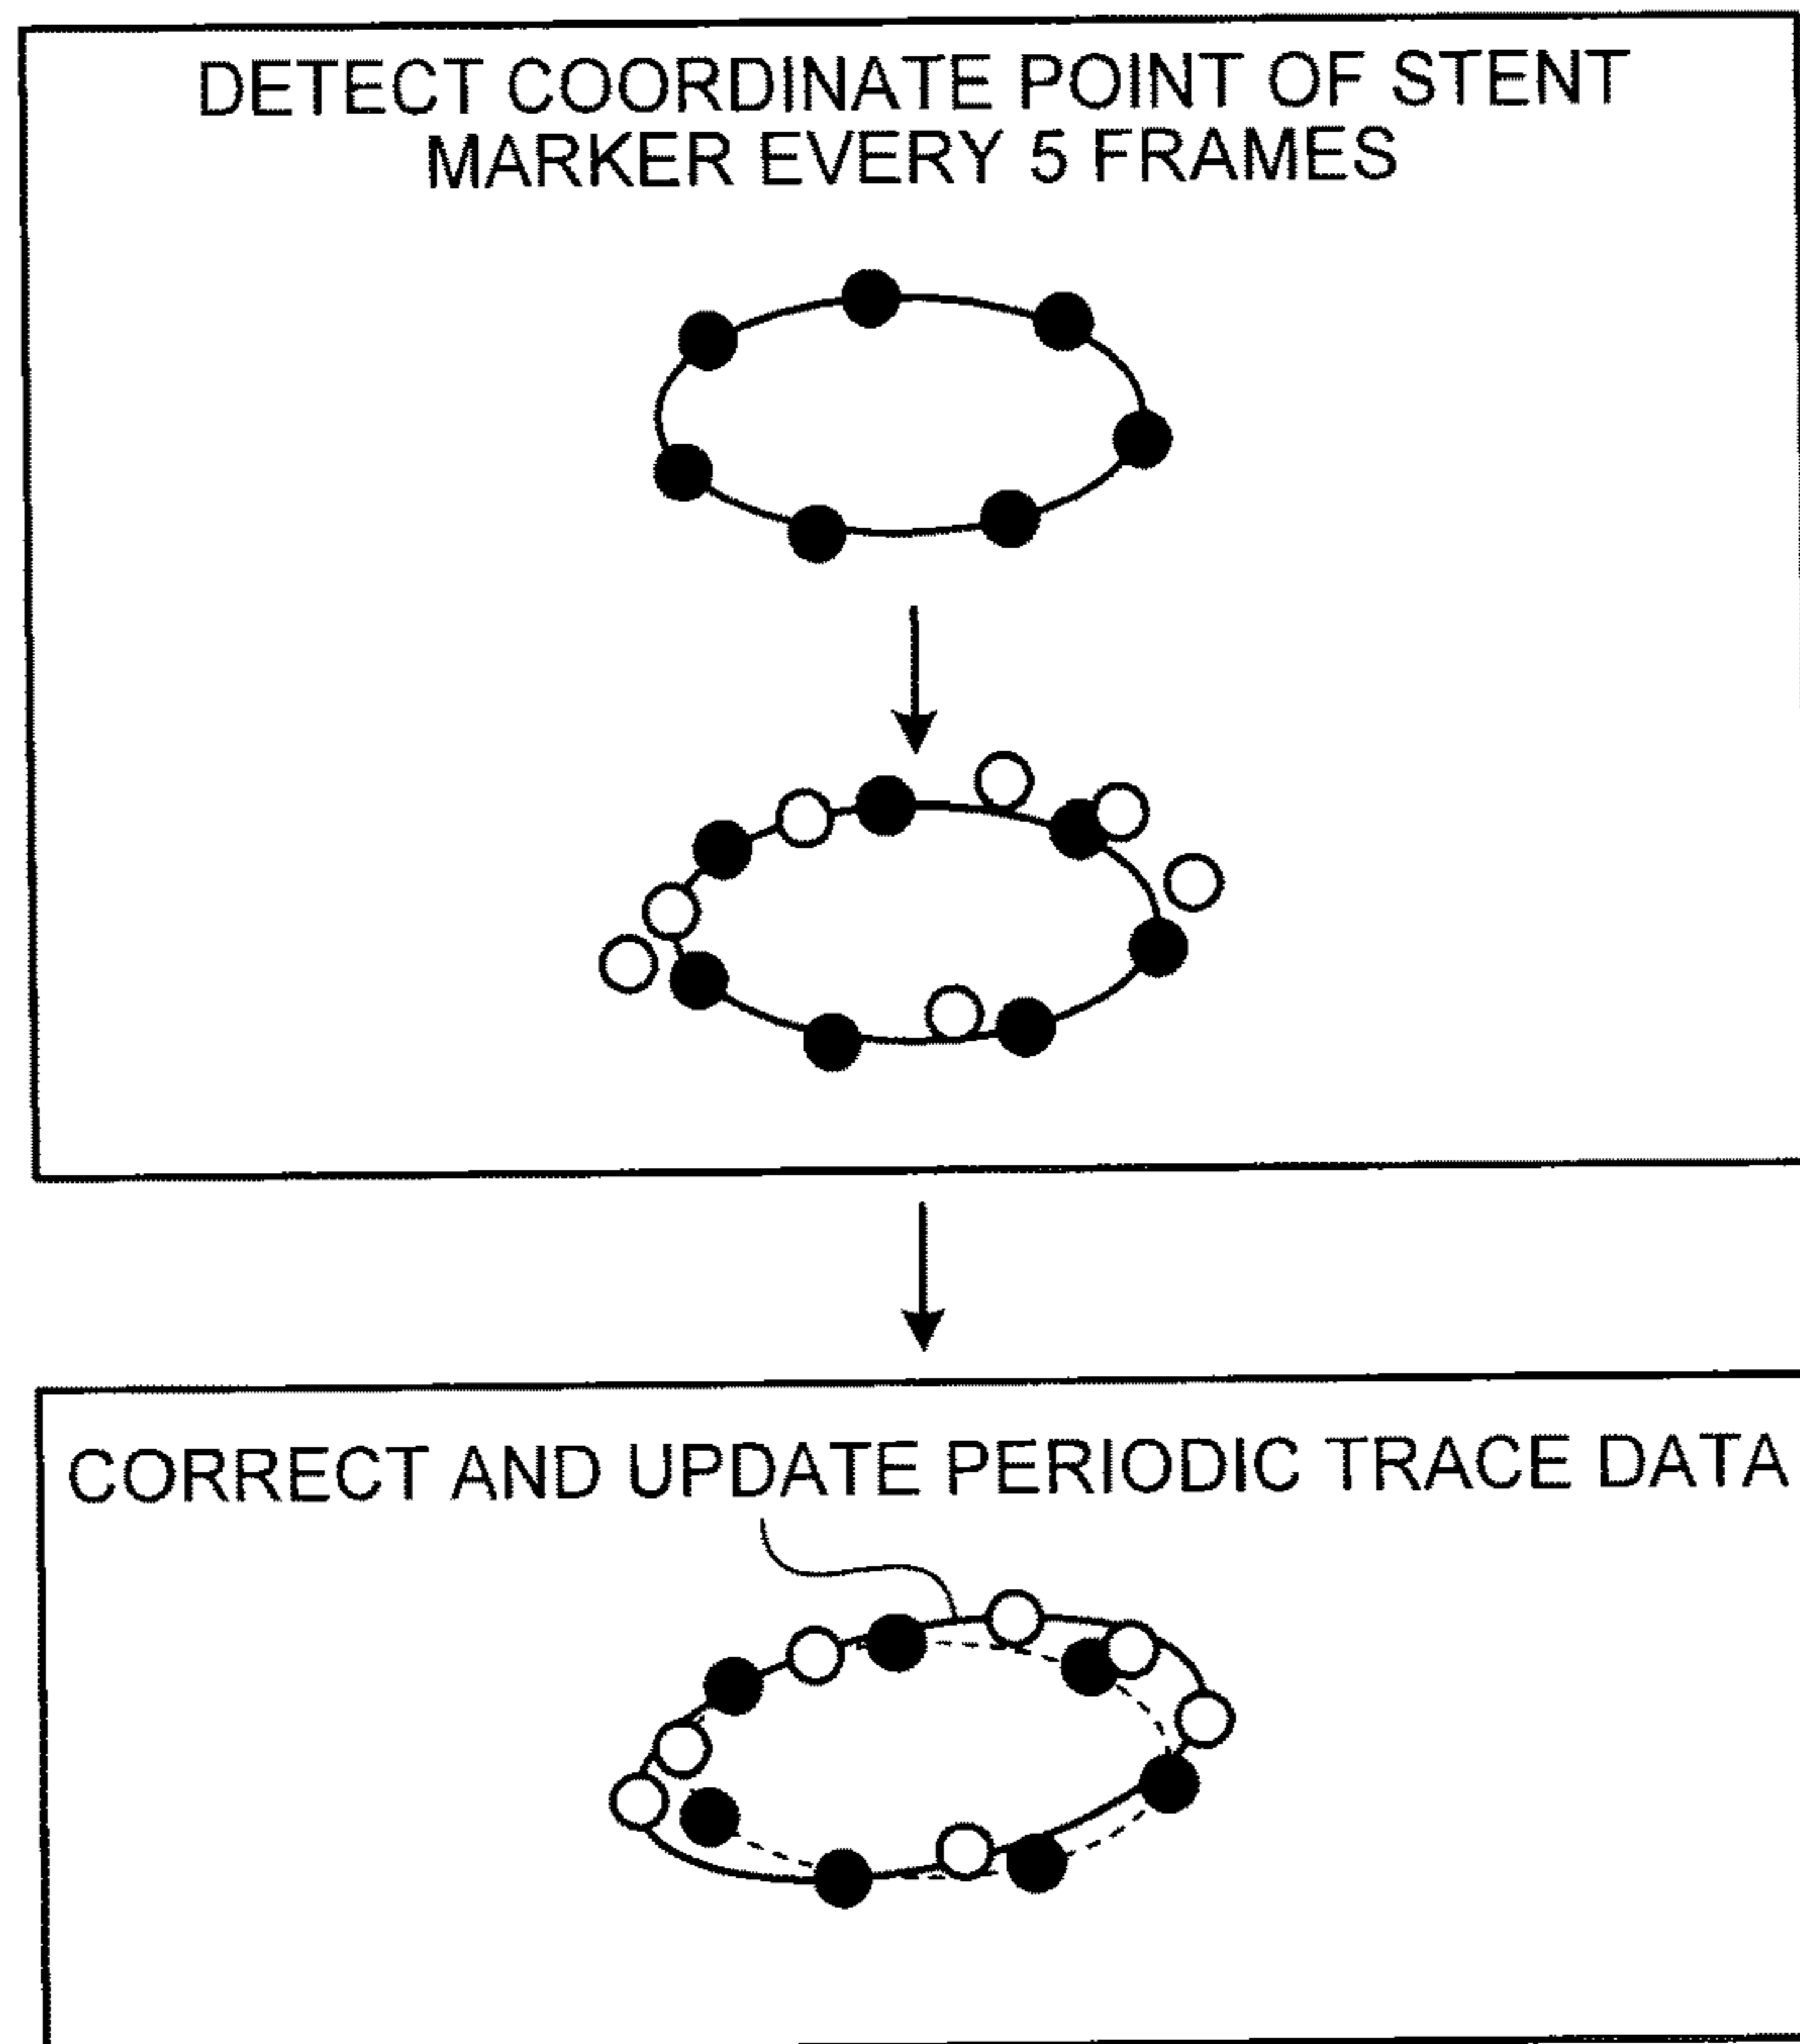 DETECT COORDINATE POINT OF STENT
MARKER EVERY 5 FRAMES
CORRECT AND UPDATE PERIODIC TRACE DATA